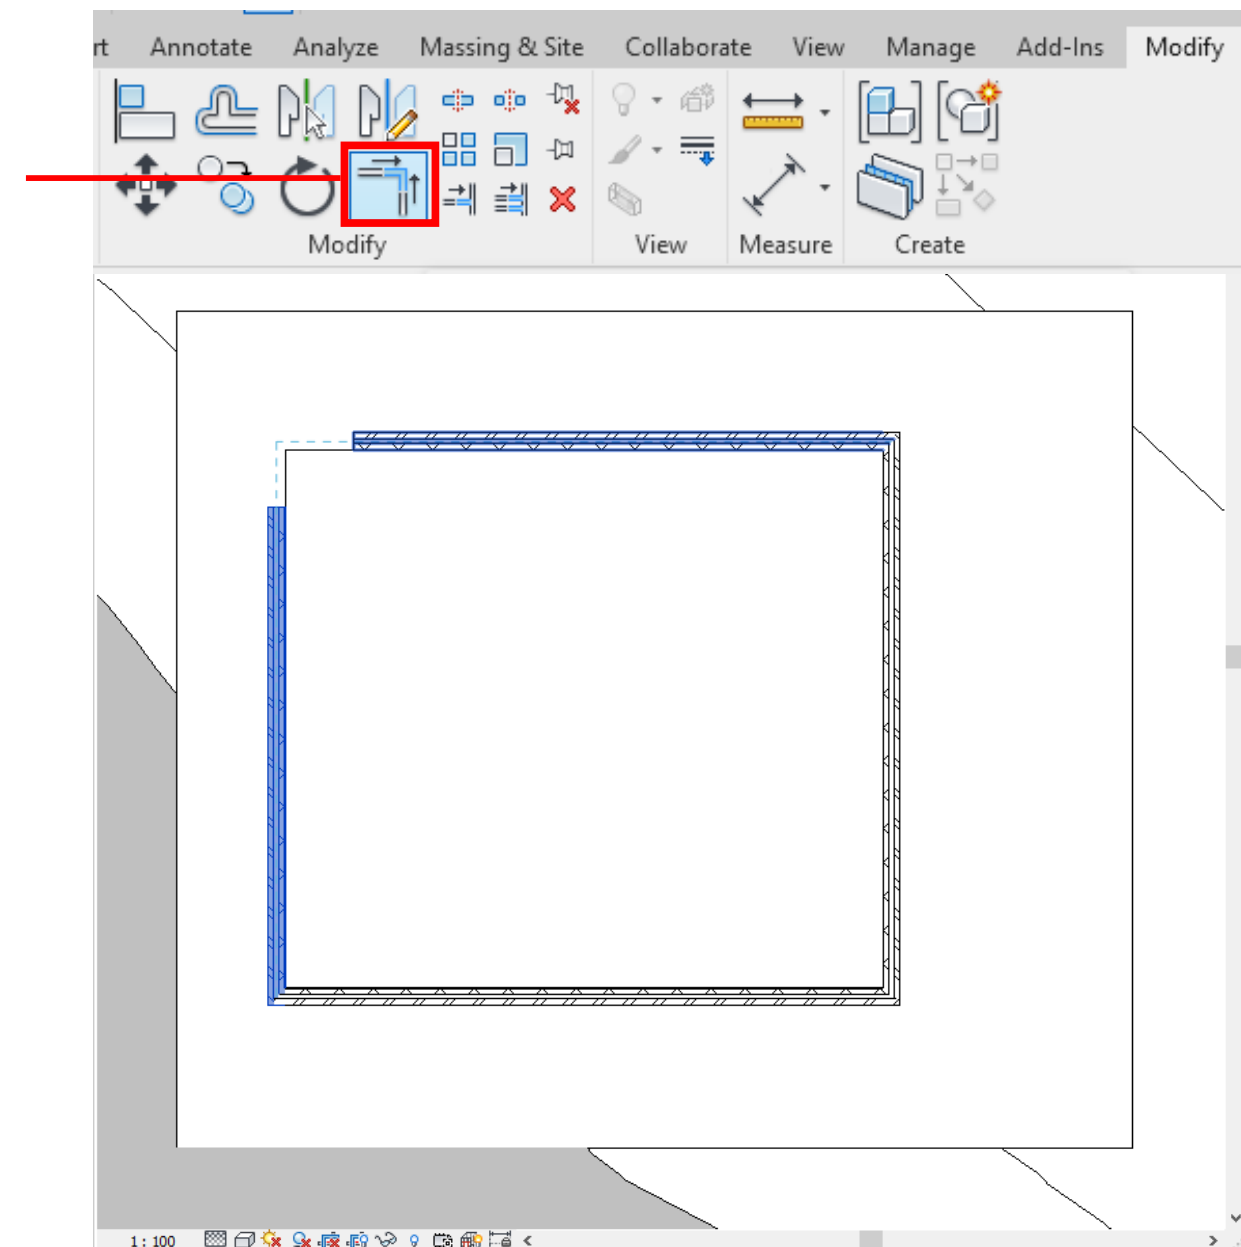 rt Annotate Analyze Massing & Site Collaborate View Manage Add-Ins Modify
Modify View Measure Create
1 : 100